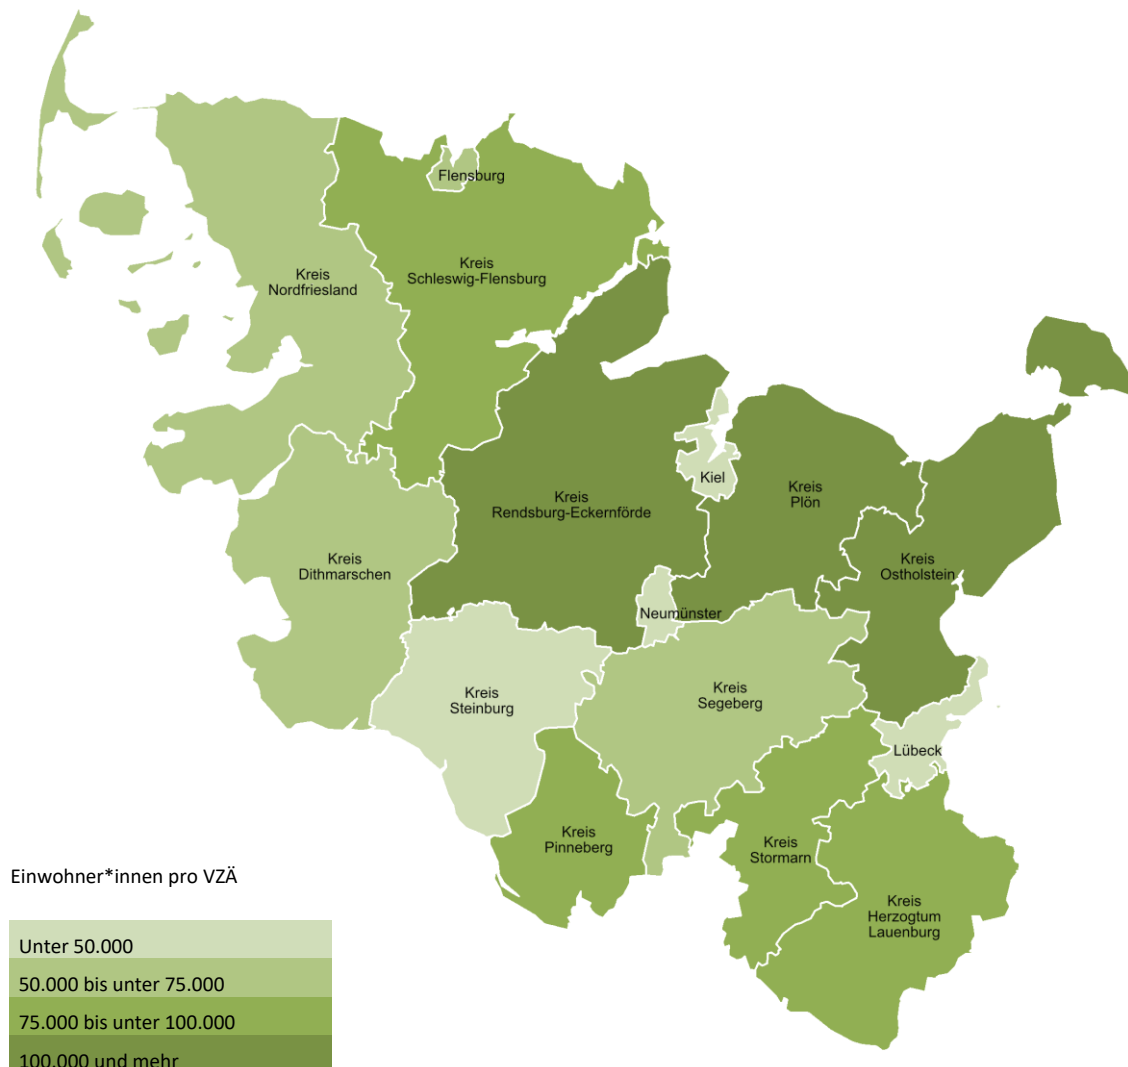 Flensburg
Kreis
Nordfriesland
Kreis
Schleswig-Flensburg
Kiel
Kreis
Rendsburg-Eckernförde
Kreis
Plön
Kreis
Dithmarschen
Kreis
Ostholstein
Neumünster
Kreis
Steinburg
Kreis
Segeberg
Lübeck
Kreis
Pinneberg
Kreis
Stormarn
Kreis
Herzogtum
Lauenburg
Einwohner*innen pro VZÄ
Unter 50.000
50.000 bis unter 75.000
75.000 bis unter 100.000
100.000 und mehr